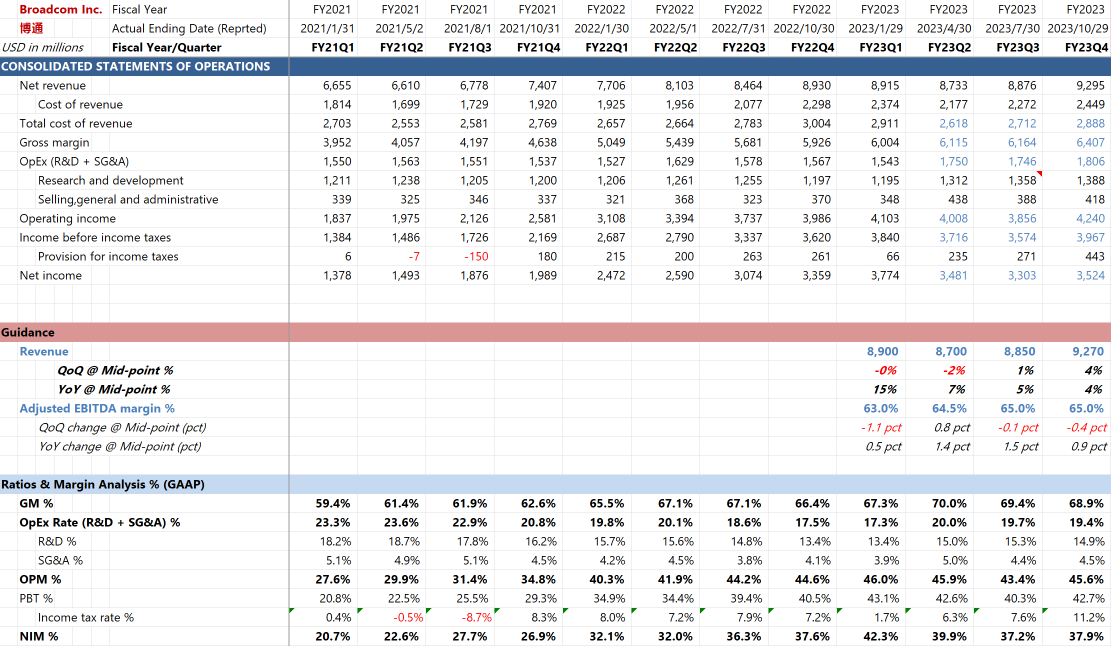 Broadcom Inc. Fiscal Year FY2021 FY2021 FY2021 FY2021 FY2022 FY2022 FY2022 FY2022 FY2023 FY2023 FY2023 FY2023
博通 Actual Ending Date (Reprted) 2021/1/31 2021/5/2 2021/8/1 2021/10/31 2022/1/30 2022/5/1 2022/7/31 2022/10/30 2023/1/29 2023/4/30 2023/7/30 2023/10/29
USD in millions Fiscal Year/Quarter FY21Q1 FY21Q2 FY21Q3 FY21Q4 FY22Q1 FY22Q2 FY22Q3 FY22Q4 FY23Q1 FY23Q2 FY23Q3 FY23Q4
CONSOLIDATED STATEMENTS OF OPERATIONS
Net revenue 6,655 6,610 6,778 7,407 7,706 8,103 8,464 8,930 8,915 8,733 8,876 9,295
Cost of revenue 1,814 1,699 1,729 1,920 1,925 1,956 2,077 2,298 2,374 2,177 2,272 2,449
Total cost of revenue 2,703 2,553 2,581 2,769 2,657 2,664 2,783 3,004 2,911 2,618 2,712 2,888
Gross margin 3,952 4,057 4,197 4,638 5,049 5,439 5,681 5,926 6,004 6,115 6,164 6,407
OpEx (R&D + SG&A) 1,550 1,563 1,551 1,537 1,527 1,629 1,578 1,567 1,543 1,750 1,746 1,806
Research and development 1,211 1,238 1,205 1,200 1,206 1,261 1,255 1,197 1,195 1,312 1,358 1,388
Selling,general and administrative 339 325 346 337 321 368 323 370 348 438 388 418
Operating income 1,837 1,975 2,126 2,581 3,108 3,394 3,737 3,986 4,103 4,008 3,856 4,240
Income before income taxes 1,384 1,486 1,726 2,169 2,687 2,790 3,337 3,620 3,840 3,716 3,574 3,967
Provision for income taxes 6 -7 -150 180 215 200 263 261 66 235 271 443
Net income 1,378 1,493 1,876 1,989 2,472 2,590 3,074 3,359 3,774 3,481 3,303 3,524
Guidance
Revenue 8,900 8,700 8,850 9,270
QoQ @ Mid-point % -0% -2% 1% 4%
YoY @ Mid-point % 15% 7% 5% 4%
Adjusted EBITDA margin % 63.0% 64.5% 65.0% 65.0%
QoQ change @ Mid-point (pct) -1.1 pct 0.8 pct -0.1 pct -0.4 pct
YoY change @ Mid-point (pct) 0.5 pct 1.4 pct 1.5 pct 0.9 pct
Ratios & Margin Analysis % (GAAP)
GM % 59.4% 61.4% 61.9% 62.6% 65.5% 67.1% 67.1% 66.4% 67.3% 70.0% 69.4% 68.9%
OpEx Rate (R&D + SG&A) % 23.3% 23.6% 22.9% 20.8% 19.8% 20.1% 18.6% 17.5% 17.3% 20.0% 19.7% 19.4%
R&D % 18.2% 18.7% 17.8% 16.2% 15.7% 15.6% 14.8% 13.4% 13.4% 15.0% 15.3% 14.9%
SG&A % 5.1% 4.9% 5.1% 4.5% 4.2% 4.5% 3.8% 4.1% 3.9% 5.0% 4.4% 4.5%
OPM % 27.6% 29.9% 31.4% 34.8% 40.3% 41.9% 44.2% 44.6% 46.0% 45.9% 43.4% 45.6%
PBT % 20.8% 22.5% 25.5% 29.3% 34.9% 34.4% 39.4% 40.5% 43.1% 42.6% 40.3% 42.7%
Income tax rate % 0.4% -0.5% -8.7% 8.3% 8.0% 7.2% 7.9% 7.2% 1.7% 6.3% 7.6% 11.2%
NIM % 20.7% 22.6% 27.7% 26.9% 32.1% 32.0% 36.3% 37.6% 42.3% 39.9% 37.2% 37.9%